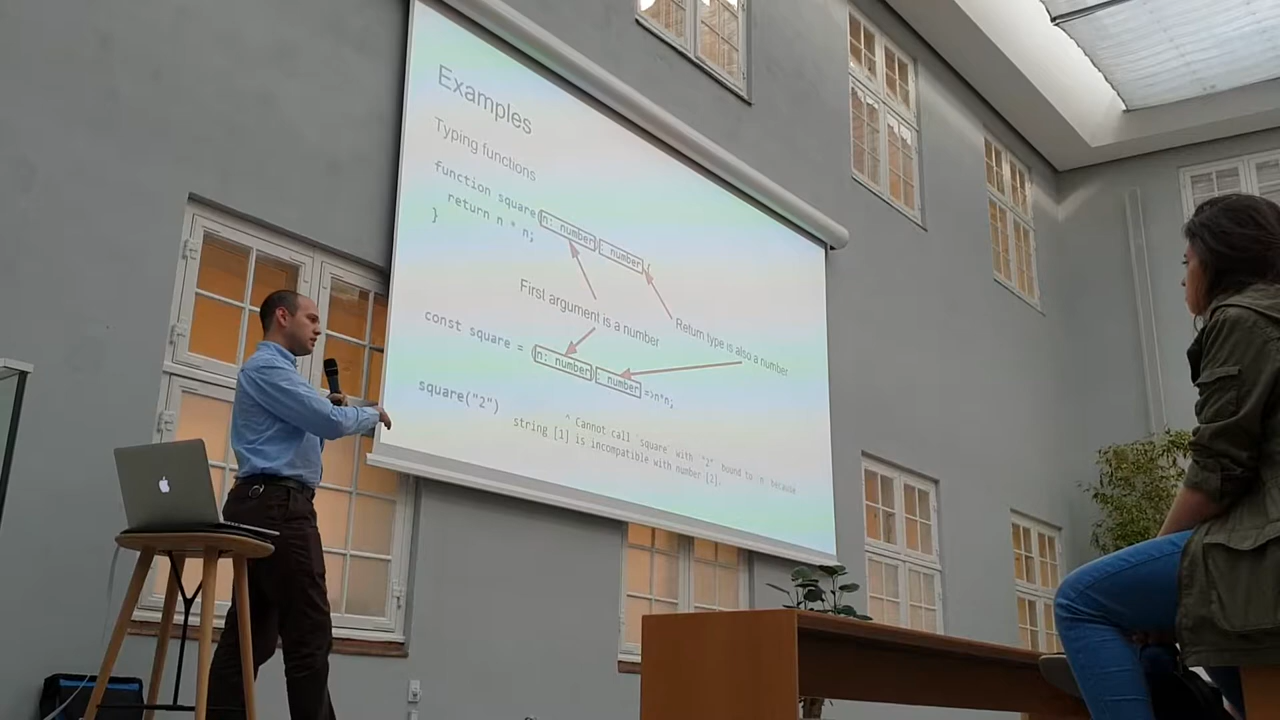 Examples
Typing functions
function square(n: number): number {
return n * n;
}
First argument is a number
Return type is also a number
const square = (n: number): number =>n*n;
square("2")
^ Cannot call `square` with `"2"` bound to `n` because
string [1] is incompatible with number [2].